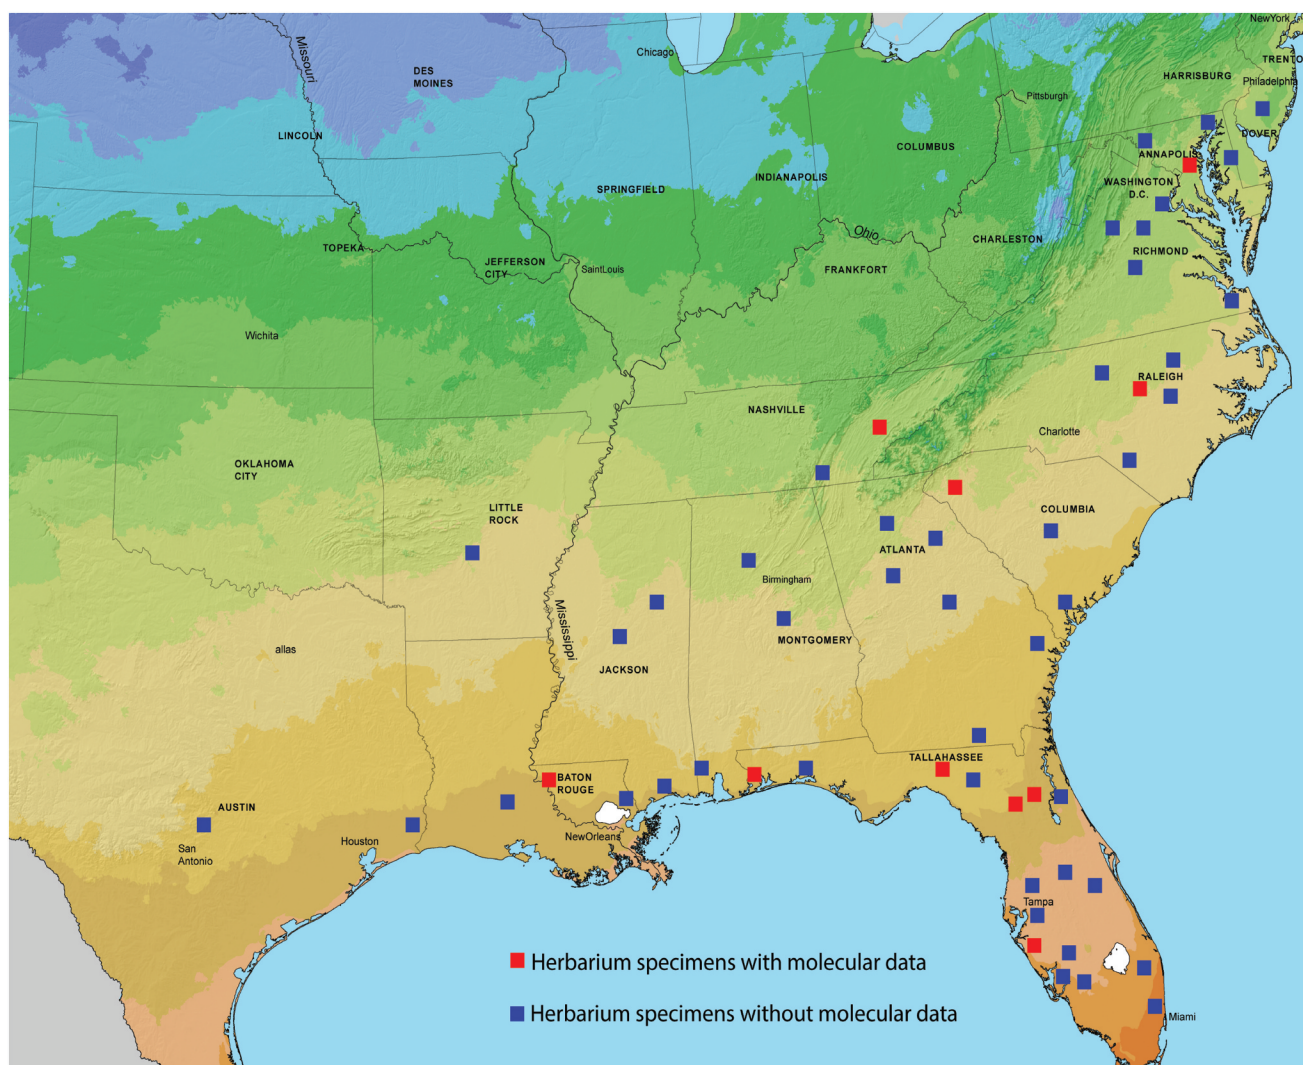 NewYork
TRENTO
Chicago
Missouri
DES
MOINES
HARRISBURG
Philadelphia
Pittsburgh
LINCOLN
DOVER
COLUMBUS
ANNAPOLIS
INDIANAPOLIS
SPRINGFIELD
WASHINGTON
D.C.
Ohio
CHARLESTON
TOPEKA
JEFFERSON
CITY
SaintLouis
FRANKFORT
RICHMOND
Wichita
RALEIGH
NASHVILLE
Charlotte
OKLAHOMA
CITY
LITTLE
ROCK
COLUMBIA
ATLANTA
Birmingham
Mississippi
MONTGOMERY
allas
JACKSON
TALLAHASSEE
BATON
ROUGE
AUSTIN
Houston
NewOrleans
San
Antonio
Tampa
Herbarium specimens with molecular data
Herbarium specimens without molecular data
Miami